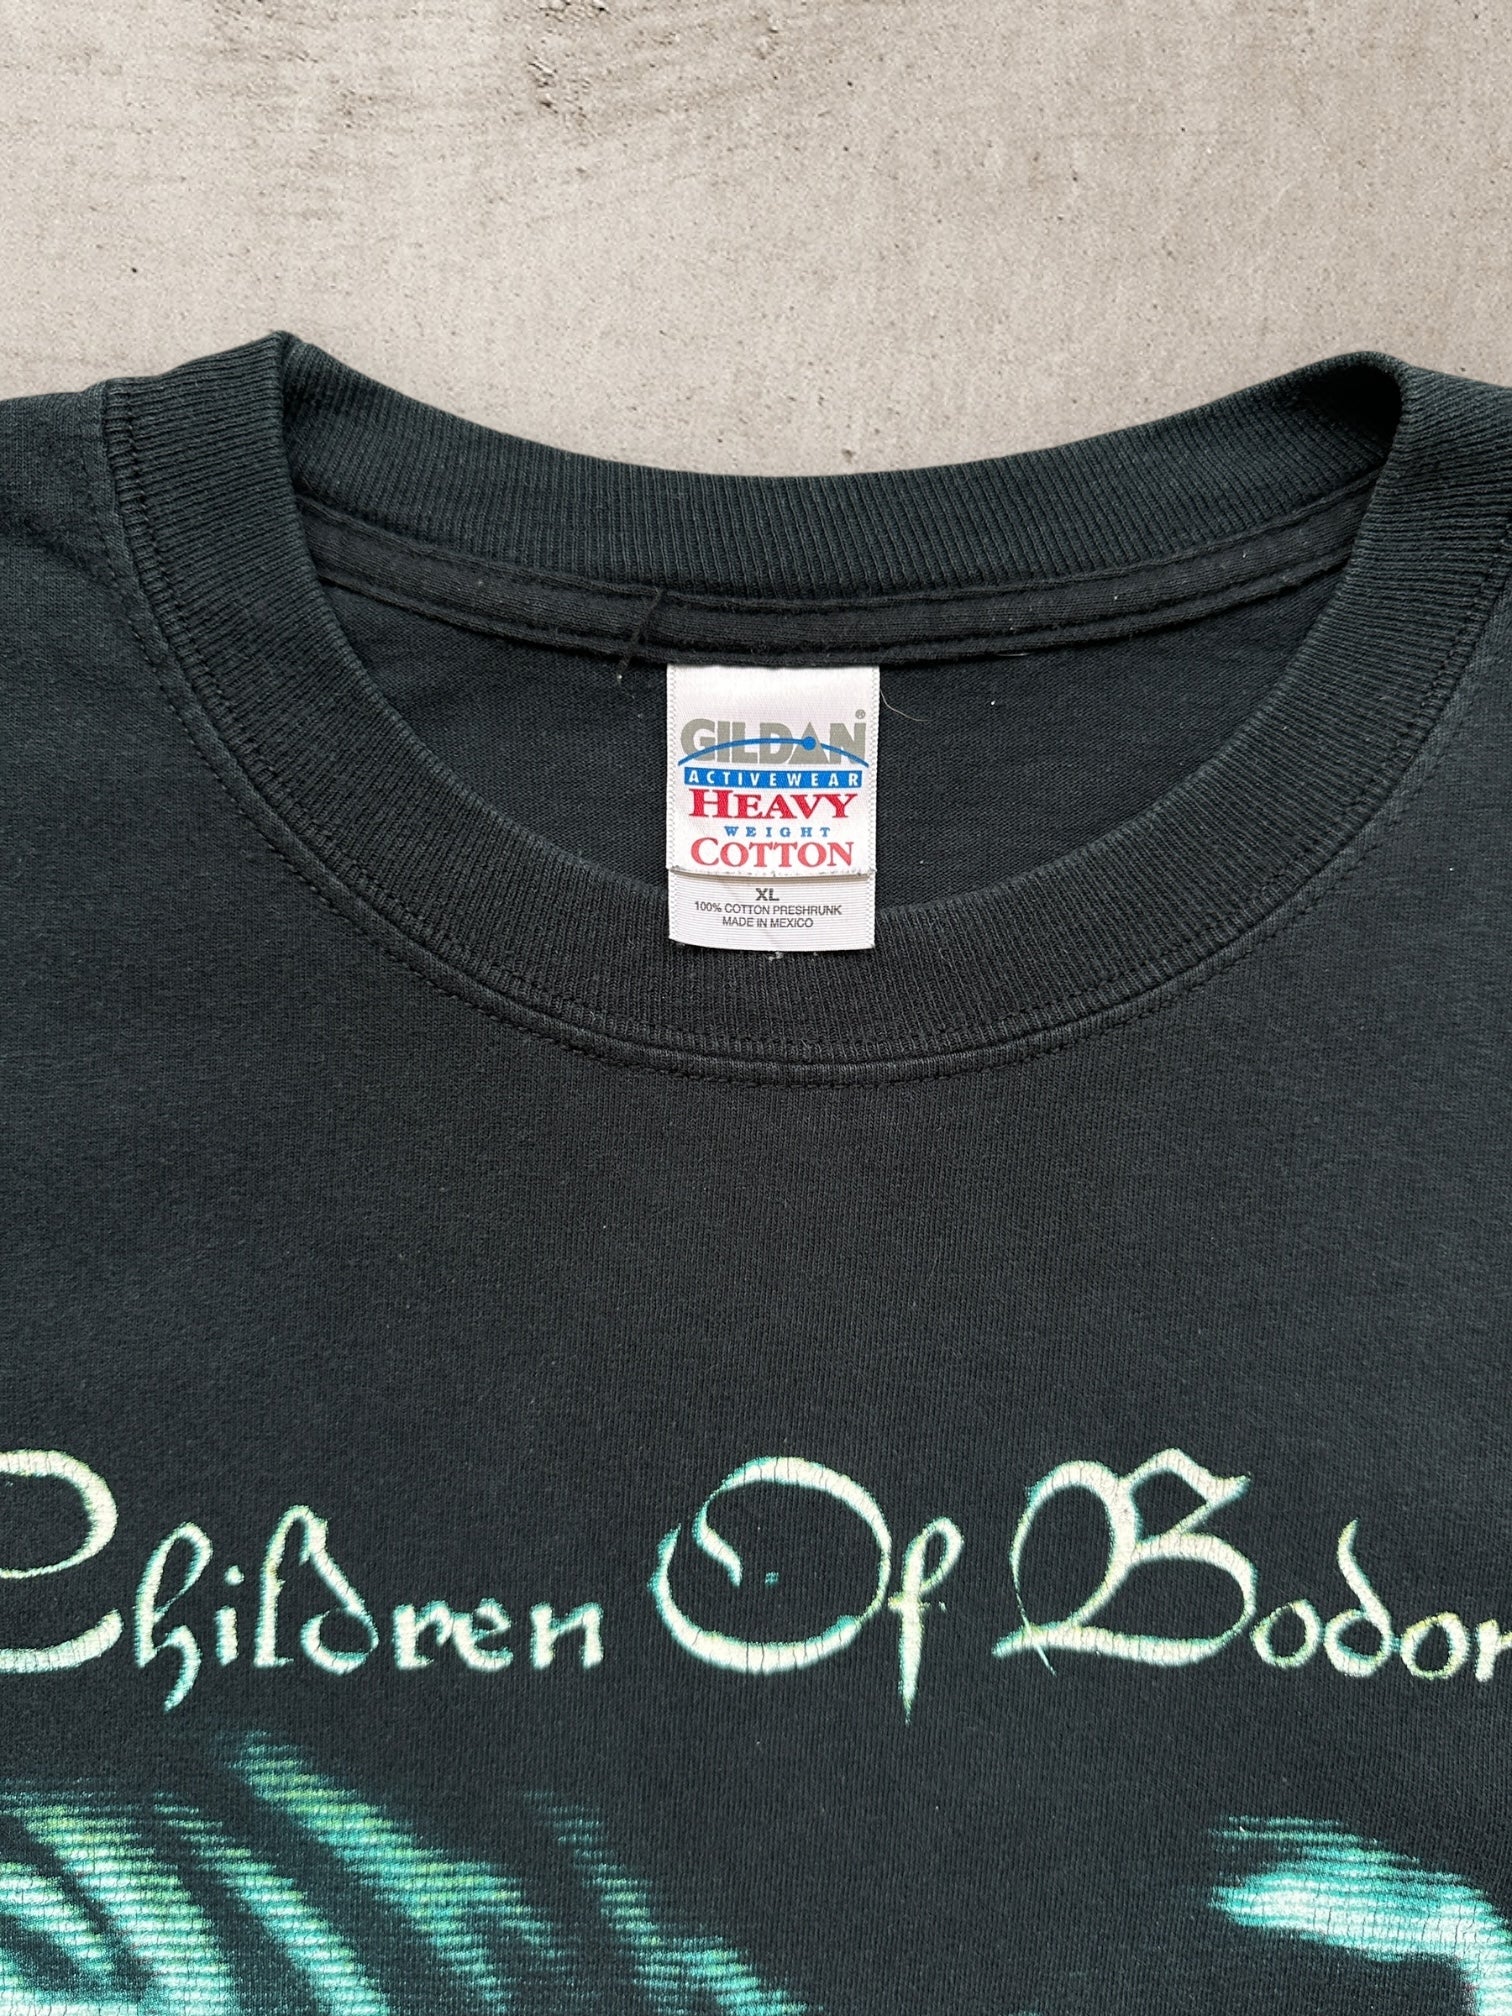 GILDAN®
ACTIVEWEAR
HEAVY
WEIGHT
COTTON
XL
100% COTTON PRESHRUNK
MADE IN MEXICO
Children Of Bodom